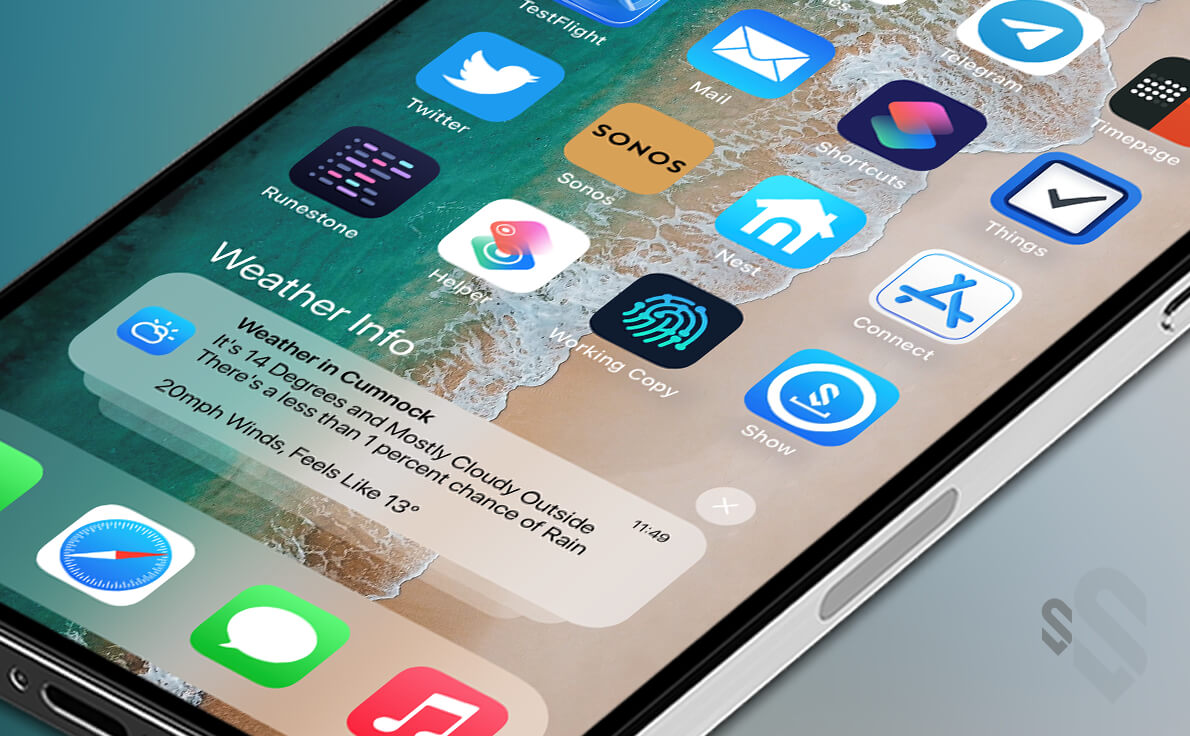 TestFlight
Twitter
Mail
Telegram
Timepage
Runestone
SONOS
Sonos
Shortcuts
Things
Helper
Nest
Connect
Working Copy
Show
Weather Info
Weather in Cumnock
It's 14 Degrees and Mostly Cloudy Outside
There's a less than 1 percent chance of Rain
20mph Winds, Feels Like 13°
11:49